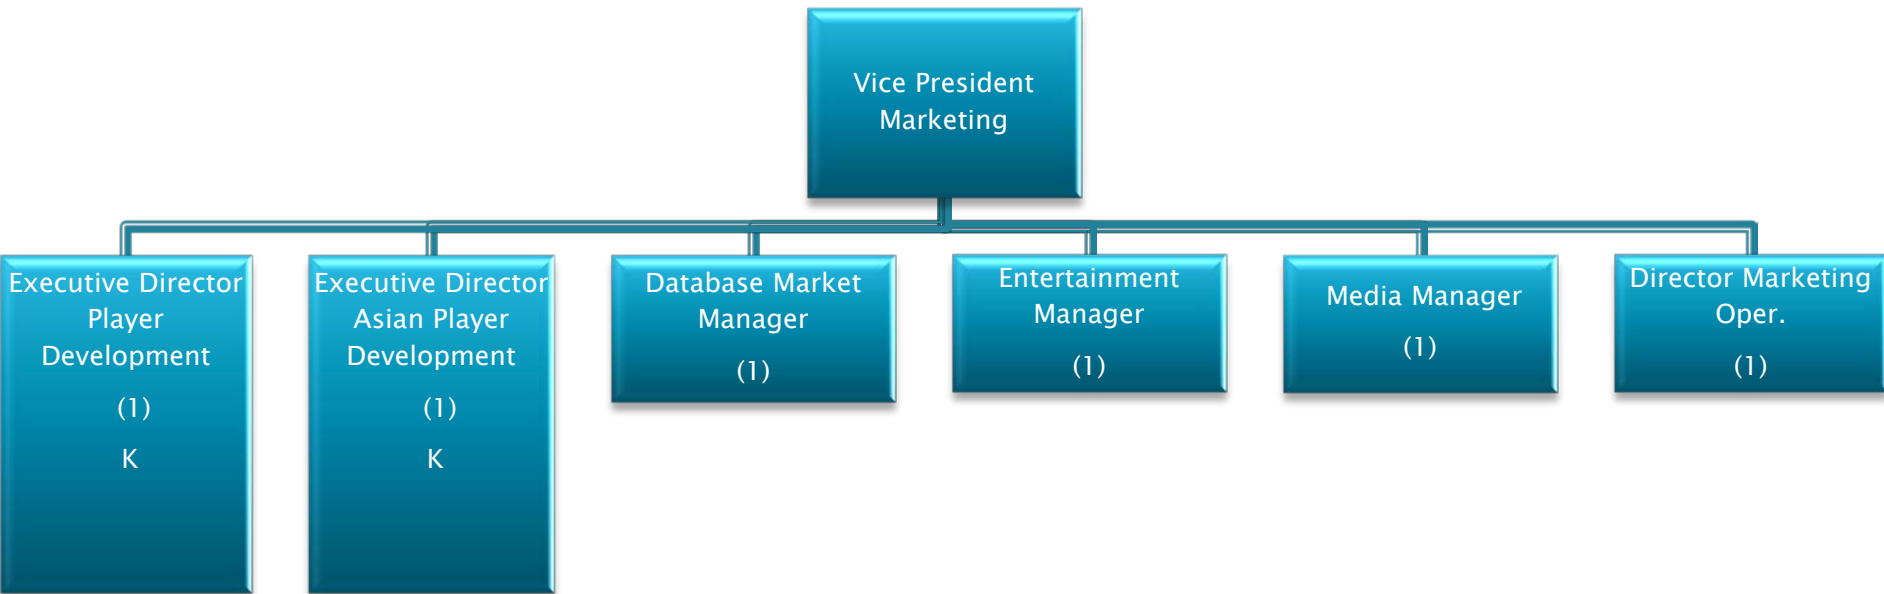 Vice President
Marketing
Executive Director
Player
Development
(1)
K
Executive Director
Asian Player
Development
(1)
K
Database Market
Manager
(1)
Entertainment
Manager
(1)
Media Manager
(1)
Director Marketing
Oper.
(1)